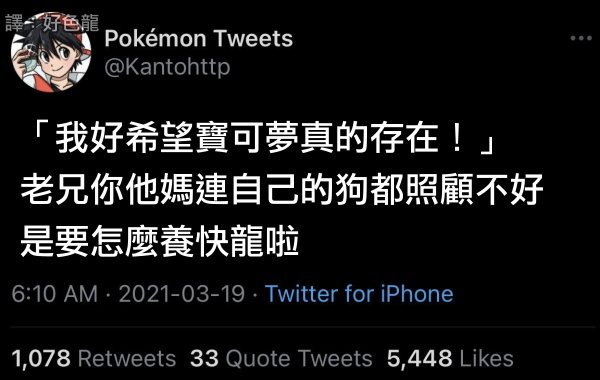 譯：好色龍
Pokémon Tweets
@Kantohttp
「我好希望寶可夢真的存在！」
老兄你他媽連自己的狗都照顧不好
是要怎麼養快龍啦
6:10 AM · 2021-03-19 · Twitter for iPhone
1,078 Retweets 33 Quote Tweets 5,448 Likes